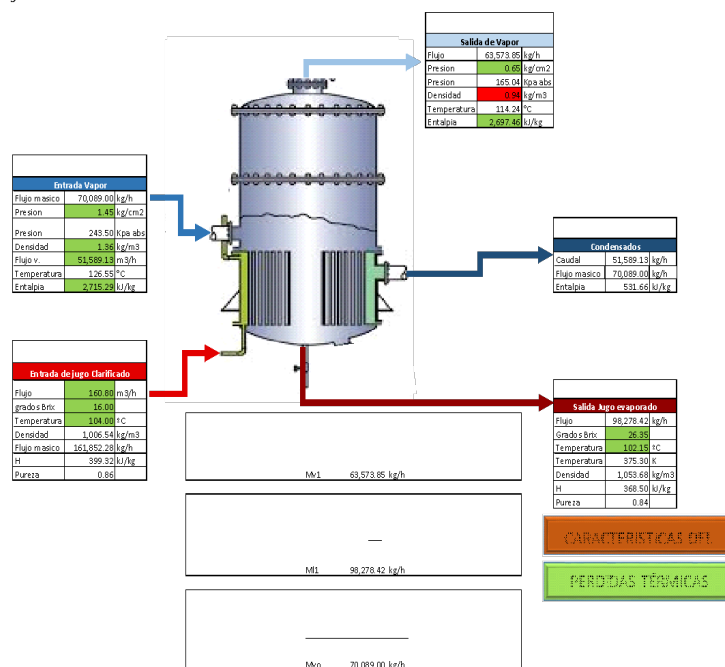 Salida de Vapor
Flujo 63,573.85 kg/h
Presion 0.65 kg/cm2
Presion 165.04 Kpa abs
Densidad 0.94 kg/m3
Temperatura 114.24 °C
Entalpia 2,697.46 kJ/kg
Entrada Vapor
Flujo masico 70,089.00 kg/h
Presion 1.45 kg/cm2
Presion 243.50 Kpa abs
Densidad 1.36 kg/m3
Flujo v. 51,589.13 m3/h
Temperatura 126.55 °C
Entalpia 2,715.29 kJ/kg
Condensados
Caudal 51,589.13 kg/h
Flujo masico 70,089.00 kg/h
Entalpia 531.66 kJ/kg
Entrada de jugo Clarificado
Flujo 160.80 m3/h
grados Brix 16.00
Temperatura 104.00 °C
Densidad 1,006.54 kg/m3
Flujo masico 161,852.28 kg/h
H 399.32 kJ/kg
Pureza 0.86
Salida Jugo evaporado
Flujo 98,278.42 kg/h
Grados Brix 26.35
Temperatura 102.15 °C
Temperatura 375.30 K
Densidad 1,053.68 kg/m3
H 368.50 kJ/kg
Pureza 0.84
Mv1 63,573.85 kg/h
Ml1 98,278.42 kg/h
Mvo 70,089.00 kg/h
CARACTERISTICAS DEL
PERDIDAS TÉRMICAS